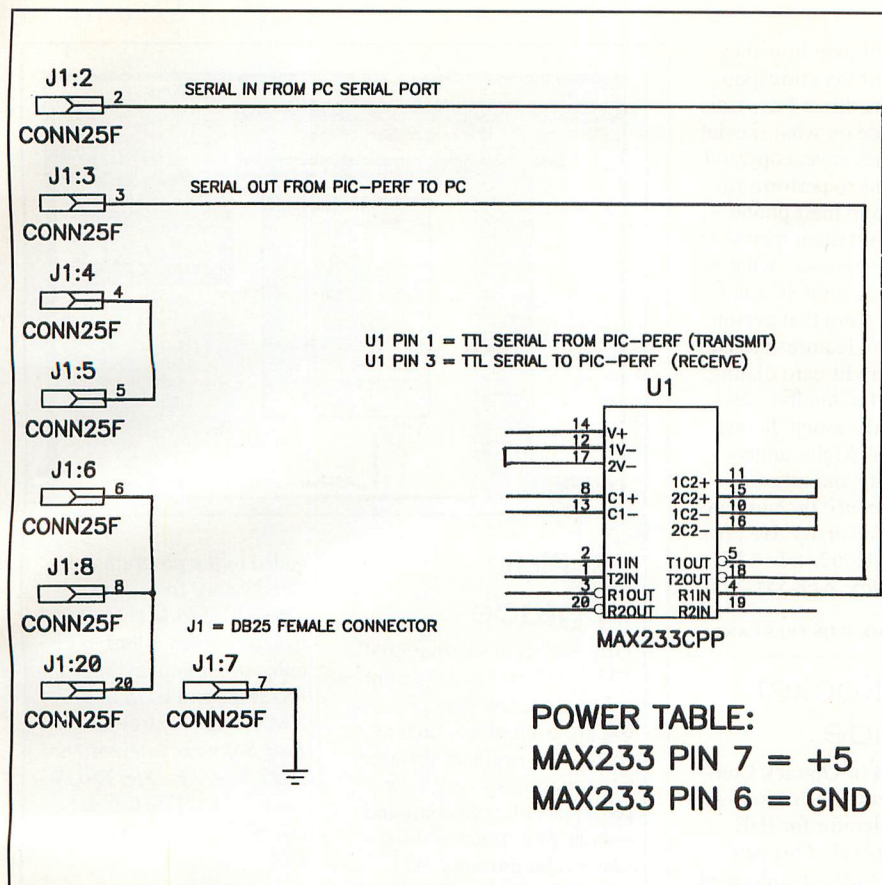 J1:2
2
SERIAL IN FROM PC SERIAL PORT
CONN25F
J1:3
3
SERIAL OUT FROM PIC-PERF TO PC
CONN25F
J1:4
4
CONN25F
J1:5
5
CONN25F
J1:6
6
CONN25F
J1:8
8
CONN25F
J1:20
20
CONN25F
J1 = DB25 FEMALE CONNECTOR
J1:7
7
CONN25F
U1 PIN 1 = TTL SERIAL FROM PIC-PERF (TRANSMIT)
U1 PIN 3 = TTL SERIAL TO PIC-PERF (RECEIVE)
U1
14 V+
12 1V-
17 2V-
8 C1+
13 C1-
2 T1IN
1 T2IN
3 R1OUT
20 R2OUT
1C2+ 11
2C2+ 15
1C2- 10
2C2- 16
T1OUT 5
T2OUT 18
R1IN 4
R2IN 19
MAX233CPP
POWER TABLE:
MAX233 PIN 7 = +5
MAX233 PIN 6 = GND